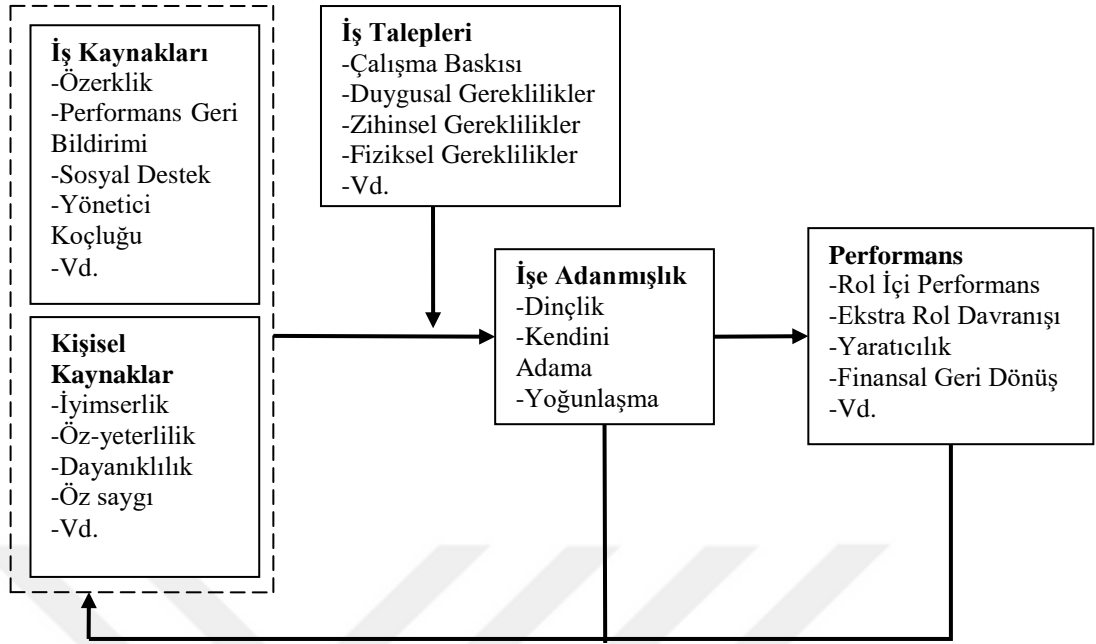 İş Kaynakları
-Özerklik
-Performans Geri
Bildirimi
-Sosyal Destek
-Yönetici
Koçluğu
-Vd.
Kişisel
Kaynaklar
-İyimserlik
-Öz-yeterlilik
-Dayanıklılık
-Öz saygı
-Vd.
İş Talepleri
-Çalışma Baskısı
-Duygusal Gereklilikler
-Zihinsel Gereklilikler
-Fiziksel Gereklilikler
-Vd.
İşe Adanmışlık
-Dinçlik
-Kendini
Adama
-Yoğunlaşma
Performans
-Rol İçi Performans
-Ekstra Rol Davranışı
-Yaratıcılık
-Finansal Geri Dönüş
-Vd.